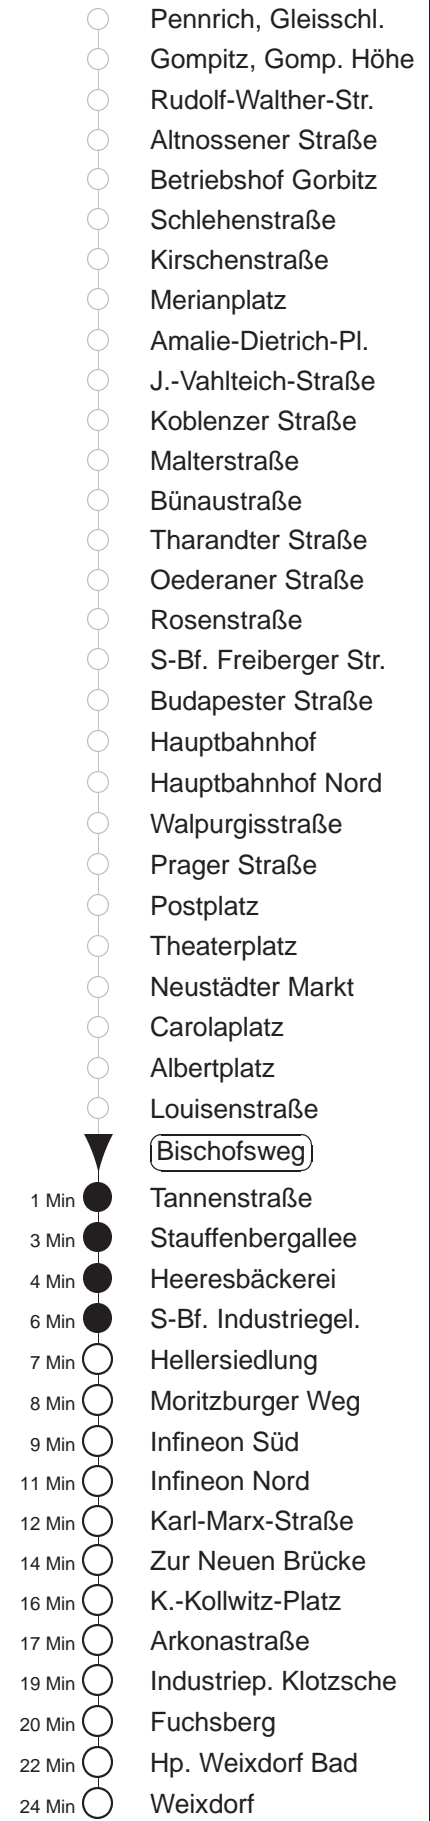 Pennrich, Gleisschl.
Gompitz, Gomp. Höhe
Rudolf-Walther-Str.
Altnossener Straße
Betriebshof Gorbitz
Schlehenstraße
Kirschenstraße
Merianplatz
Amalie-Dietrich-Pl.
J.-Vahlteich-Straße
Koblenzer Straße
Malterstraße
Bünaustraße
Tharandter Straße
Oederaner Straße
Rosenstraße
S-Bf. Freiberger Str.
Budapester Straße
Hauptbahnhof
Hauptbahnhof Nord
Walpurgisstraße
Prager Straße
Postplatz
Theaterplatz
Neustädter Markt
Carolaplatz
Albertplatz
Louisenstraße
Bischofsweg
1 Min Tannenstraße
3 Min Stauffenbergallee
4 Min Heeresbäckerei
6 Min S-Bf. Industriegel.
7 Min Hellersiedlung
8 Min Moritzburger Weg
9 Min Infineon Süd
11 Min Infineon Nord
12 Min Karl-Marx-Straße
14 Min Zur Neuen Brücke
16 Min K.-Kollwitz-Platz
17 Min Arkonastraße
19 Min Industriep. Klotzsche
20 Min Fuchsberg
22 Min Hp. Weixdorf Bad
24 Min Weixdorf